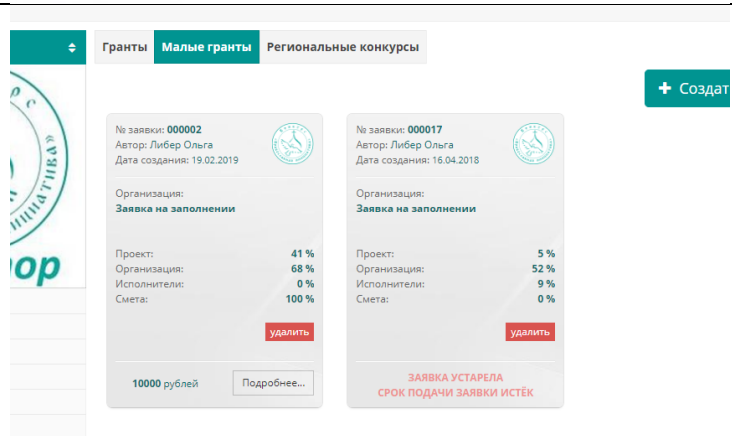 Гранты Малые гранты Региональные конкурсы
Создат
№ заявки: 000002
Автор: Либер Ольга
Дата создания: 19.02.2019
Организация:
Заявка на заполнении
Проект: 41 %
Организация: 68 %
Исполнители: 0 %
Смета: 100 %
удалить
10000 рублей Подробнее...
№ заявки: 000017
Автор: Либер Ольга
Дата создания: 16.04.2018
Организация:
Заявка на заполнении
Проект: 5 %
Организация: 52 %
Исполнители: 9 %
Смета: 0 %
удалить
ЗАЯВКА УСТАРЕЛА
СРОК ПОДАЧИ ЗАЯВКИ ИСТЁК